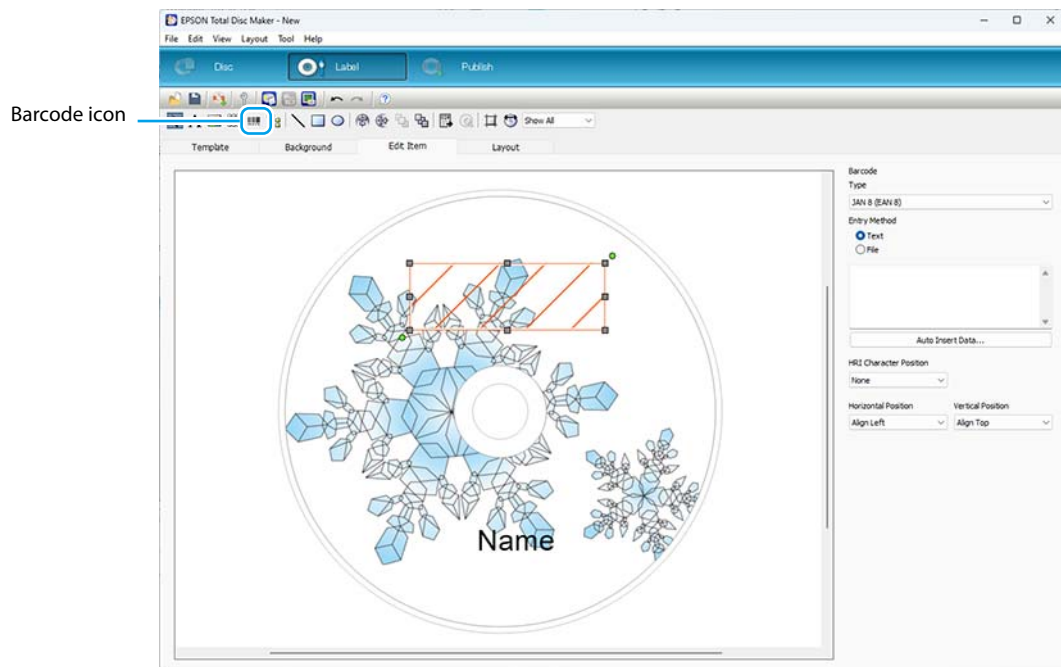 EPSON Total Disc Maker - New
File Edit View Layout Tool Help
Disc Label Publish
Barcode icon
Show All
Template Background Edit Item Layout
Barcode
Type
JAN 8 (EAN 8)
Entry Method
Text
File
Auto Insert Data...
HRI Character Position
None
Horizontal Position Vertical Position
Align Left Align Top
Name